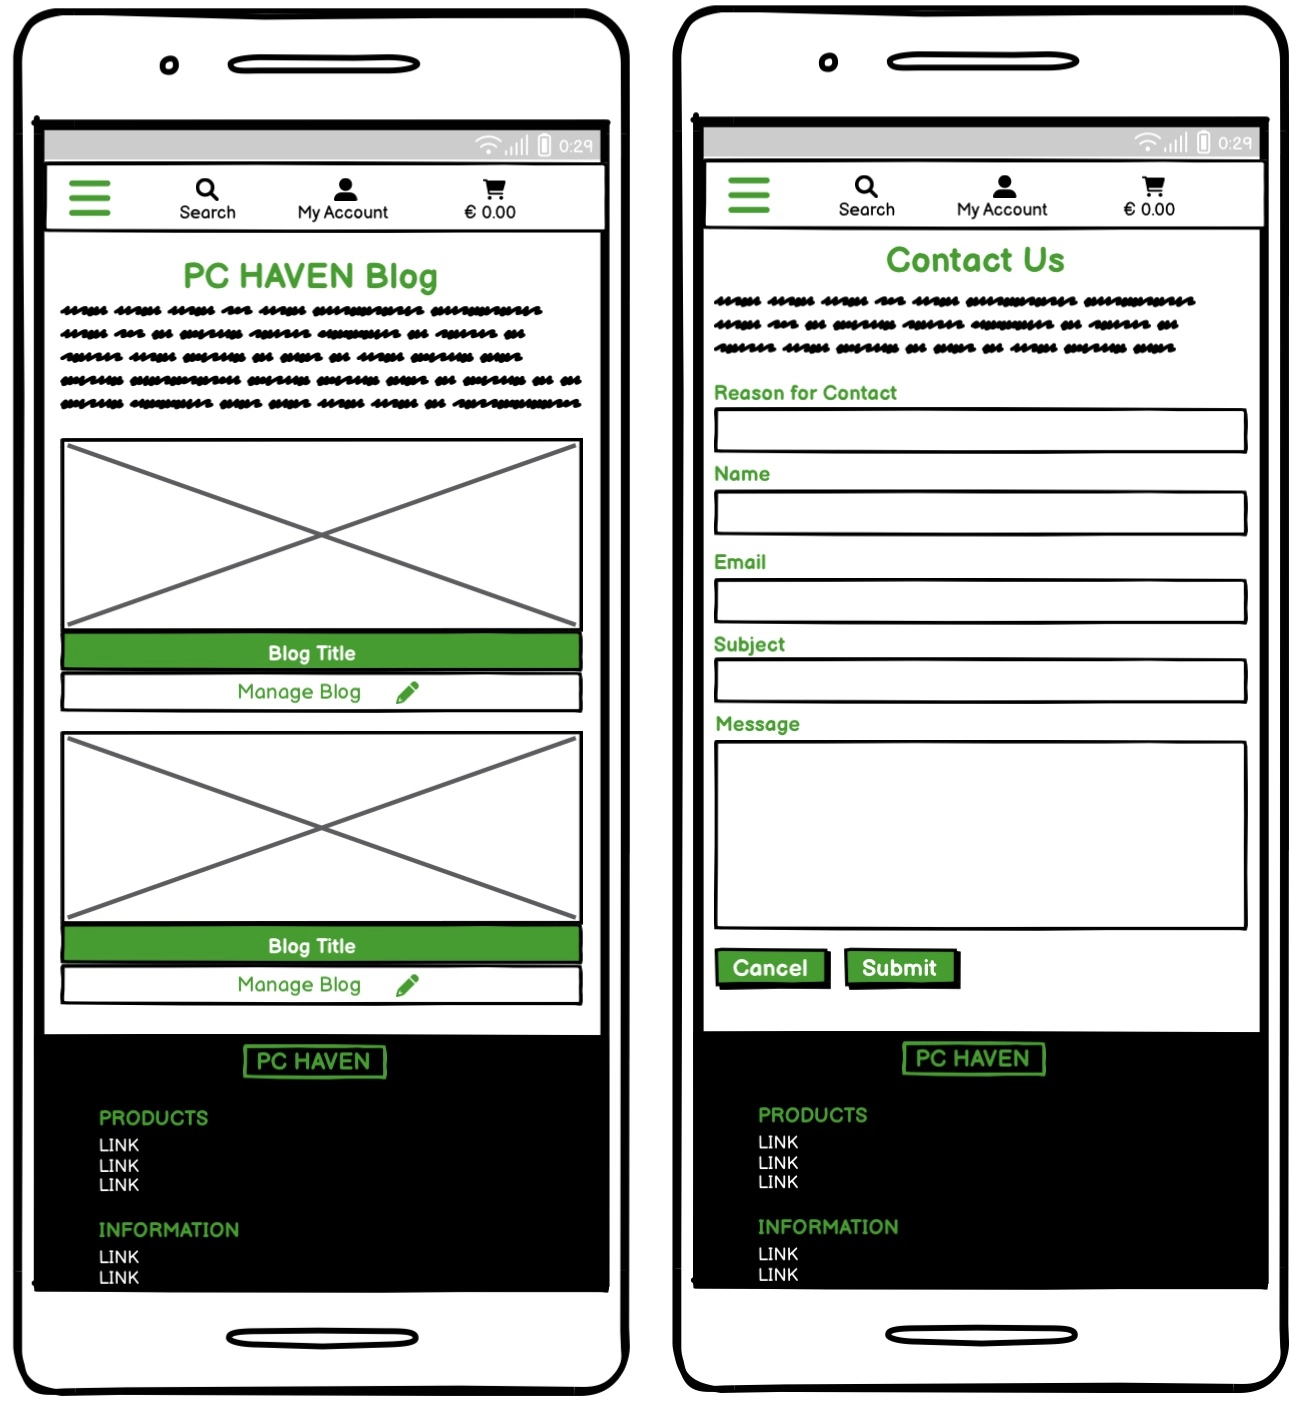 0:29
Search
My Account
€ 0.00
PC HAVEN Blog
Blog Title
Manage Blog
Blog Title
Manage Blog
PC HAVEN
PRODUCTS
LINK
LINK
LINK
INFORMATION
LINK
LINK
0:29
Search
My Account
€ 0.00
Contact Us
Reason for Contact
Name
Email
Subject
Message
Cancel Submit
PC HAVEN
PRODUCTS
LINK
LINK
LINK
INFORMATION
LINK
LINK